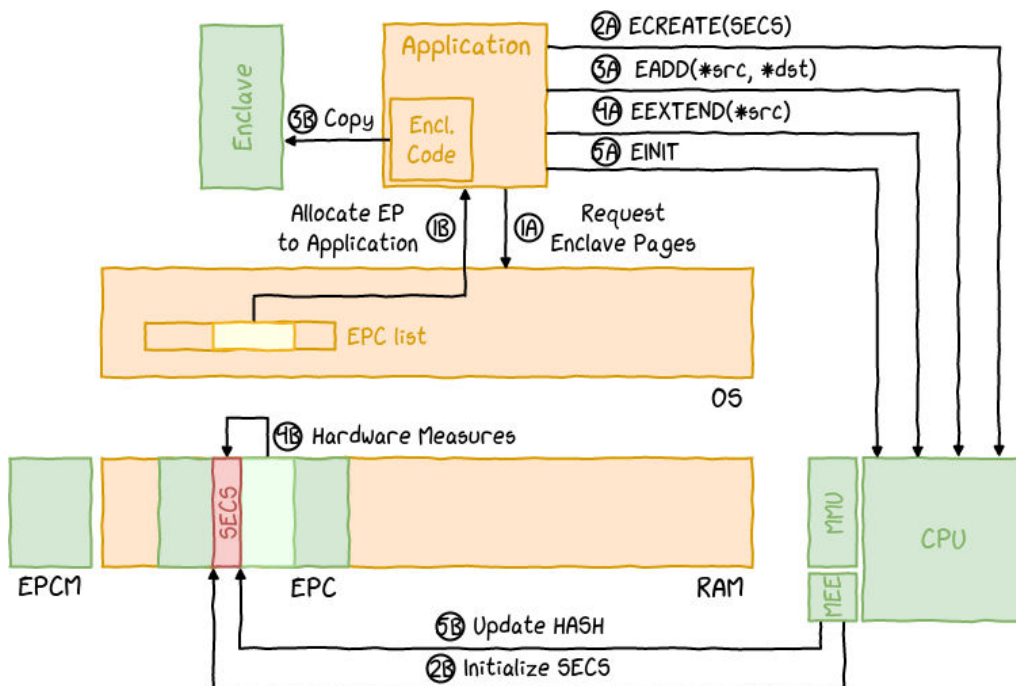 2A ECREATE(SECS)
Application
3A EADD(*src, *dst)
4A EEXTEND(*src)
3B Copy
Encl.
Code
5A EINIT
Enclave
Allocate EP
to Application
1B
1A
Request
Enclave Pages
EPC list
OS
4B Hardware Measures
SECS
MMU
CPU
EPCM
EPC
RAM
MEE
5B Update HASH
2B Initialize SECS